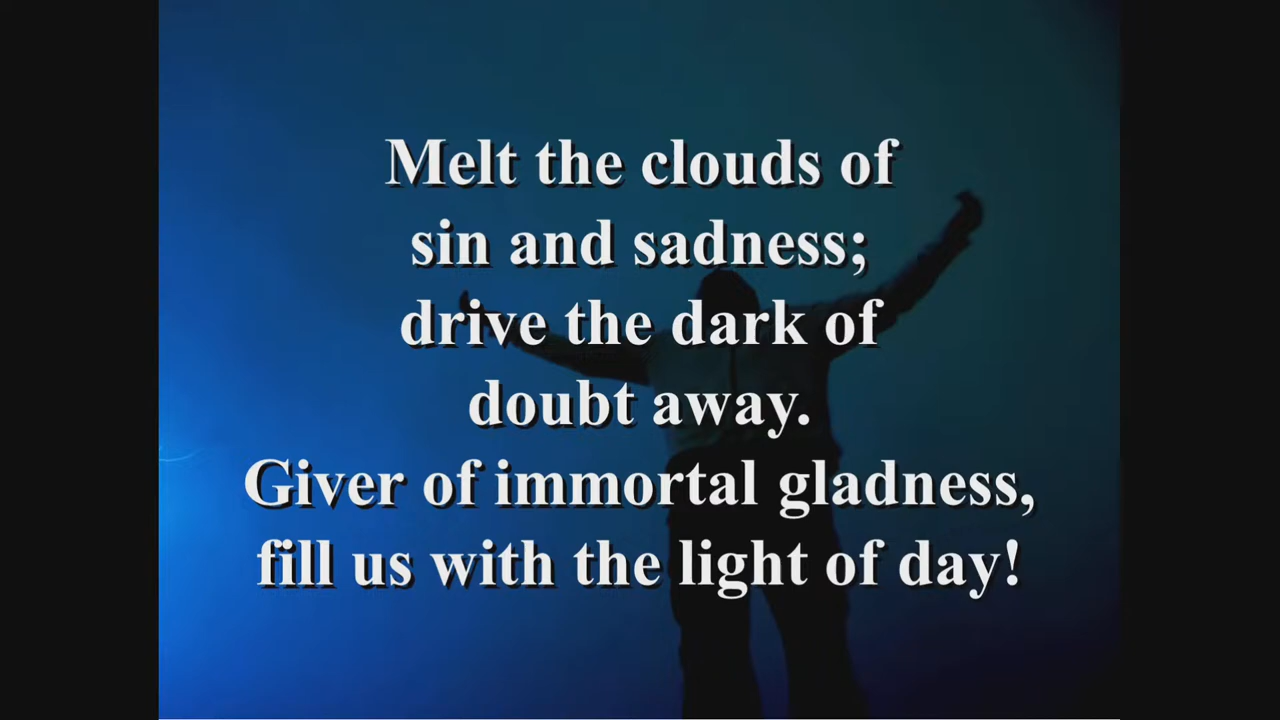 Melt the clouds of
sin and sadness;
drive the dark of
doubt away.
Giver of immortal gladness,
fill us with the light of day!